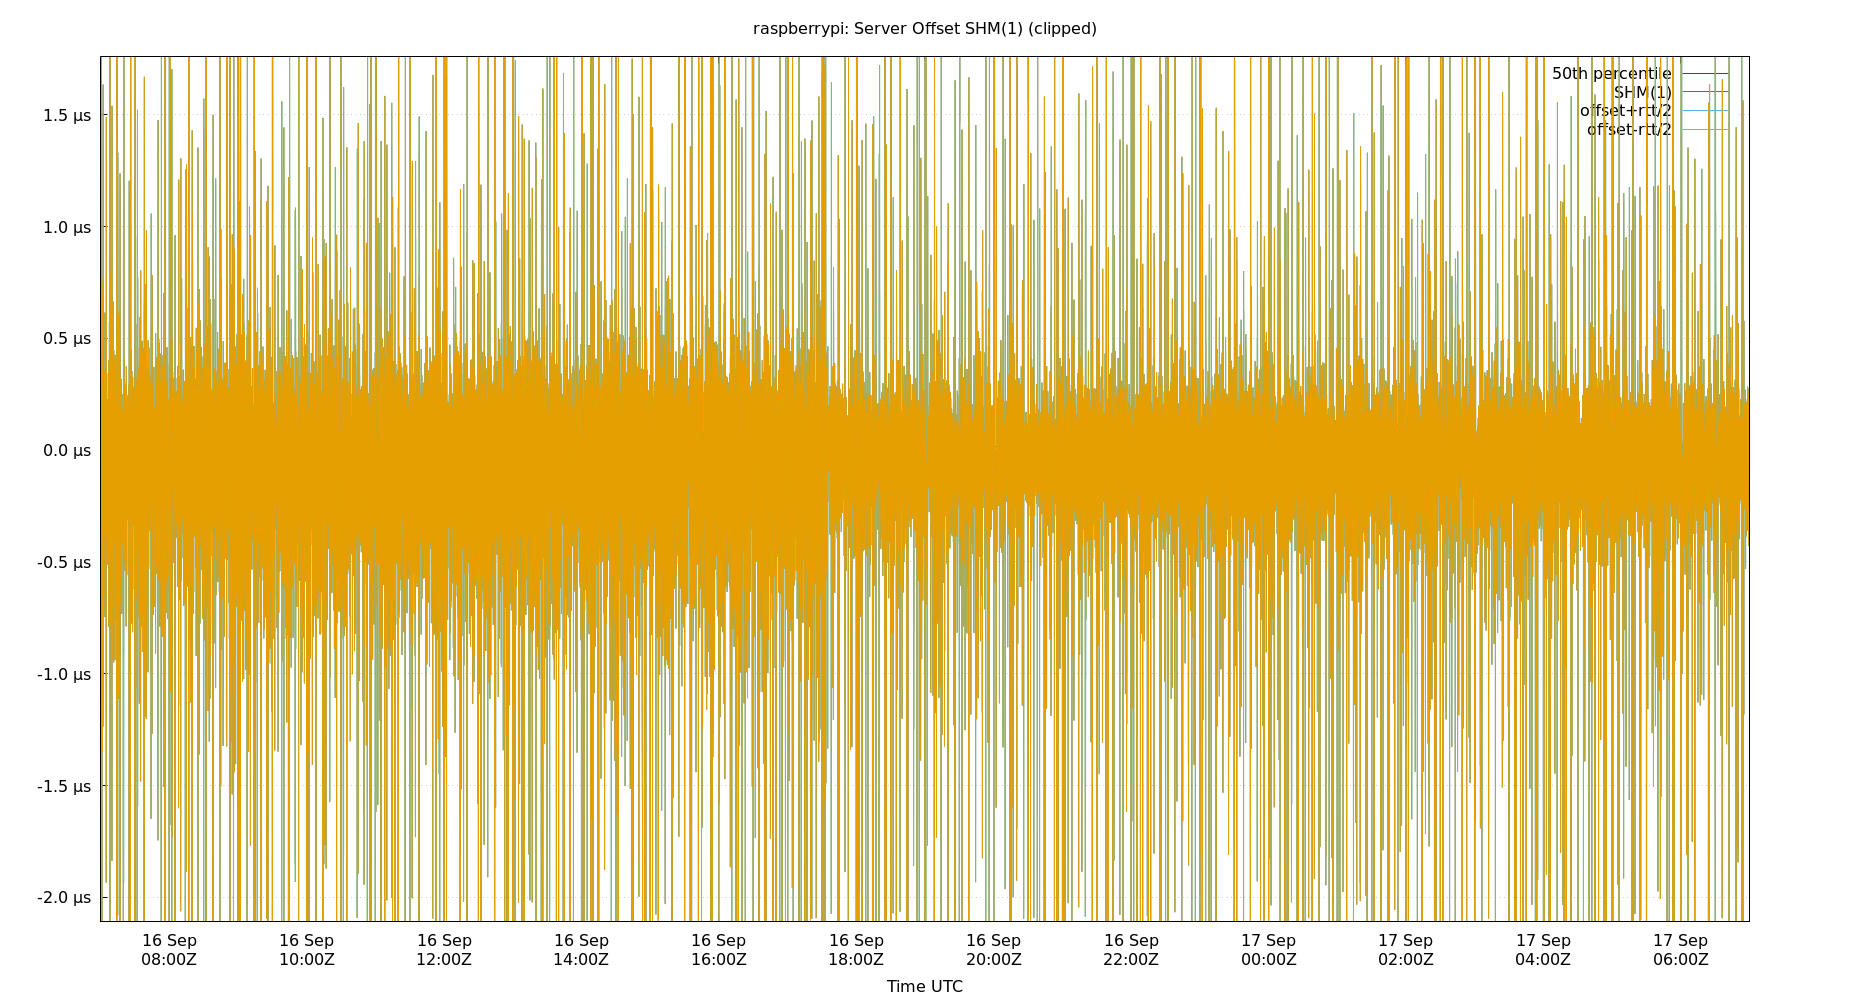 raspberrypi: Server Offset SHM(1) (clipped)
50th percentile
SHM(1)
offset+rtt/2
offset-rtt/2
1.5 µs
1.0 µs
0.5 µs
0.0 µs
-0.5 µs
-1.0 µs
-1.5 µs
-2.0 µs
16 Sep 16 Sep 16 Sep 16 Sep 16 Sep 16 Sep 16 Sep 16 Sep 17 Sep 17 Sep 17 Sep 17 Sep
08:00Z 10:00Z 12:00Z 14:00Z 16:00Z 18:00Z 20:00Z 22:00Z 00:00Z 02:00Z 04:00Z 06:00Z
Time UTC